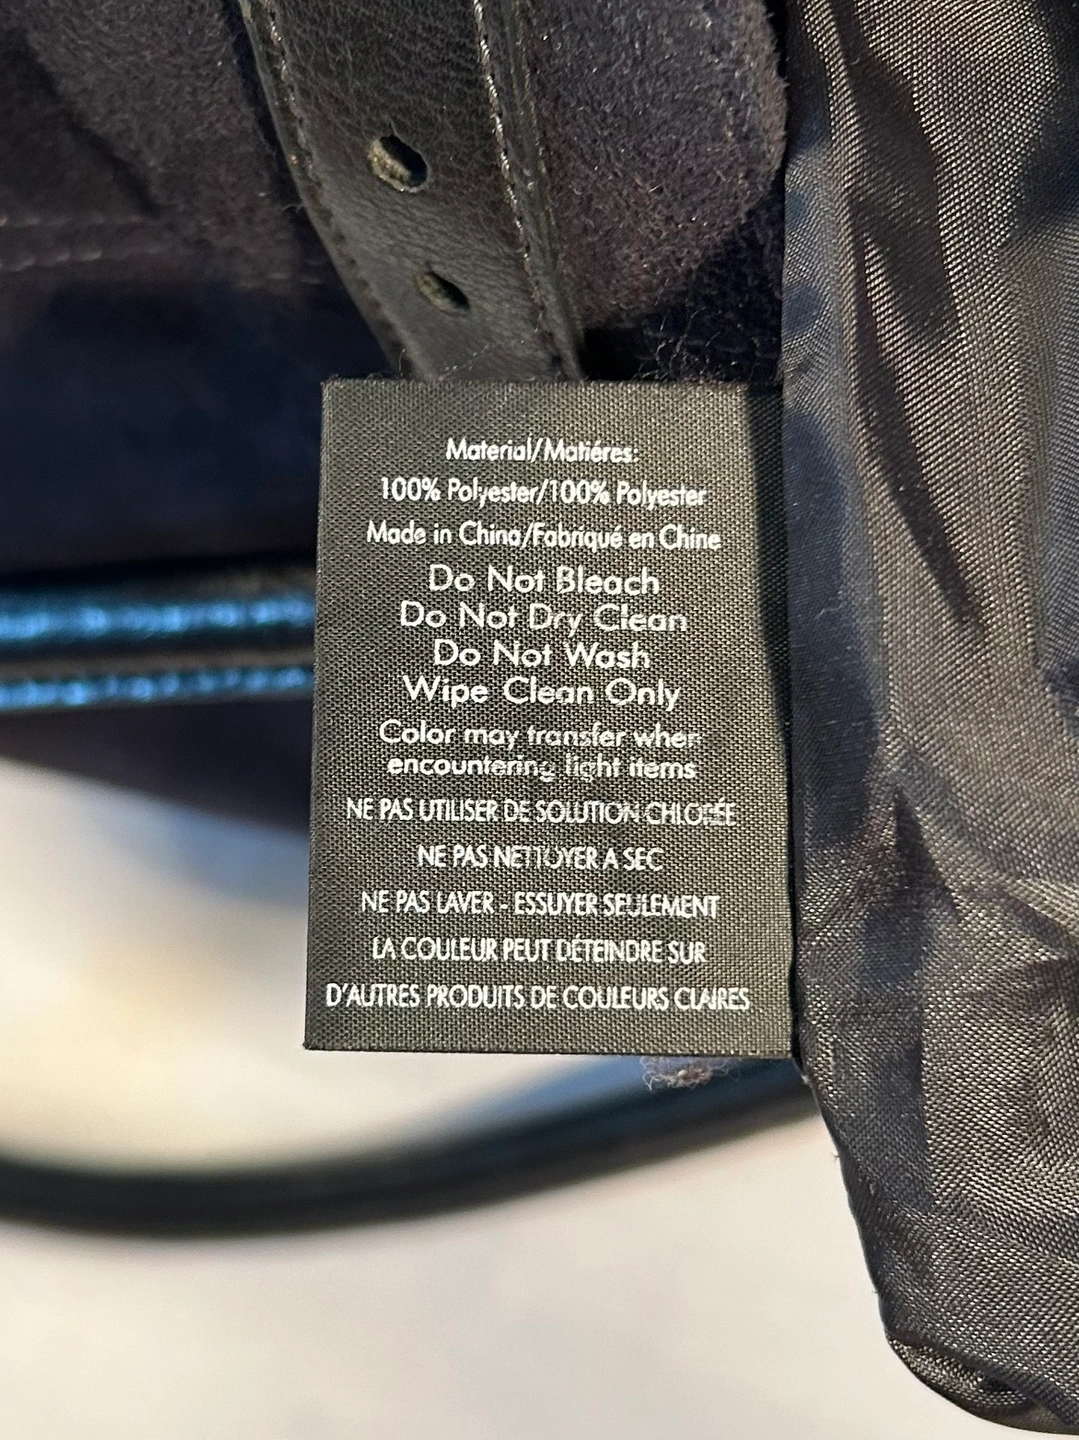 Material/Matiéres:
100% Polyester/100% Polyester
Made in China/Fabriqué en Chine
Do Not Bleach
Do Not Dry Clean
Do Not Wash
Wipe Clean Only
Color may transfer when
encountering light items
NE PAS UTILISER DE SOLUTION CHLORÉE
NE PAS NETTOYER A SEC
NE PAS LAVER - ESSUYER SEULEMENT
LA COULEUR PEUT DÉTEINDRE SUR
D'AUTRES PRODUITS DE COULEURS CLAIRES